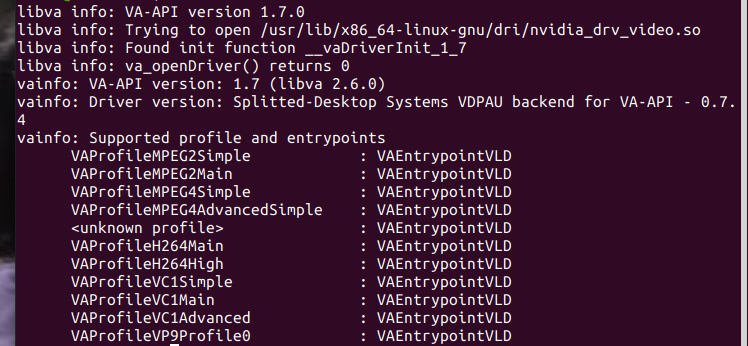 libva info: VA-API version 1.7.0
libva info: Trying to open /usr/lib/x86_64-linux-gnu/dri/nvidia_drv_video.so
libva info: Found init function __vaDriverInit_1_7
libva info: va_openDriver() returns 0
vainfo: VA-API version: 1.7 (libva 2.6.0)
vainfo: Driver version: Splitted-Desktop Systems VDPAU backend for VA-API - 0.7.
4
vainfo: Supported profile and entrypoints
      VAProfileMPEG2Simple            : VAEntrypointVLD
      VAProfileMPEG2Main              : VAEntrypointVLD
      VAProfileMPEG4Simple            : VAEntrypointVLD
      VAProfileMPEG4AdvancedSimple    : VAEntrypointVLD
      <unknown profile>               : VAEntrypointVLD
      VAProfileH264Main               : VAEntrypointVLD
      VAProfileH264High               : VAEntrypointVLD
      VAProfileVC1Simple              : VAEntrypointVLD
      VAProfileVC1Main                : VAEntrypointVLD
      VAProfileVC1Advanced            : VAEntrypointVLD
      VAProfileVP9Profile0            : VAEntrypointVLD